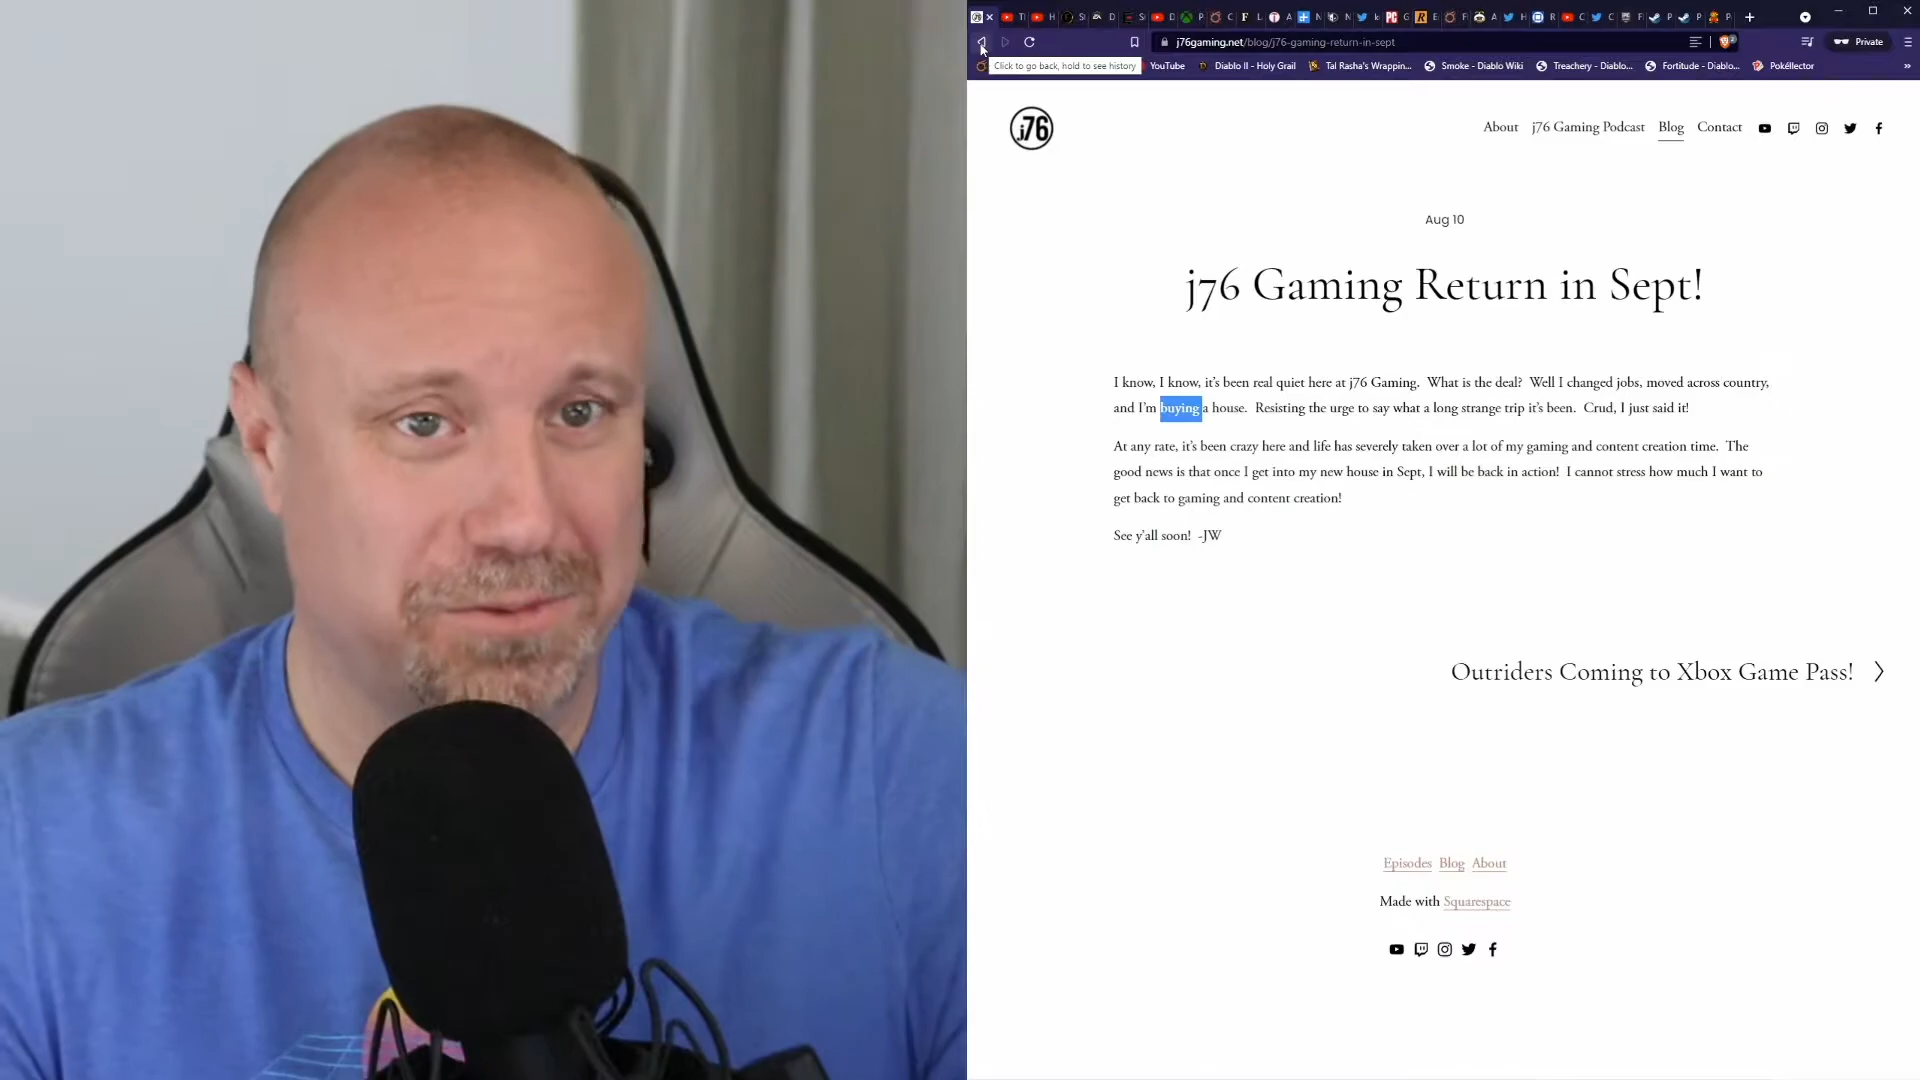 j76gaming.net/blog/j76-gaming-return-in-sept
Private
Click to go back, hold to see history
YouTube
Diablo II - Holy Grail
Tal Rasha's Wrappin...
Smoke - Diablo Wiki
Treachery - Diablo...
Fortitude - Diablo...
Pokéllector
»
j76
About
j76 Gaming Podcast
Blog
Contact
Aug 10
j76 Gaming Return in Sept!
I know, I know, it's been real quiet here at j76 Gaming. What is the deal? Well I changed jobs, moved across country,
and I'm buying a house. Resisting the urge to say what a long strange trip it's been. Crud, I just said it!
At any rate, it's been crazy here and life has severely taken over a lot of my gaming and content creation time. The
good news is that once I get into my new house in Sept, I will be back in action! I cannot stress how much I want to
get back to gaming and content creation!
See y'all soon! -JW
Outriders Coming to Xbox Game Pass!
Episodes Blog About
Made with Squarespace